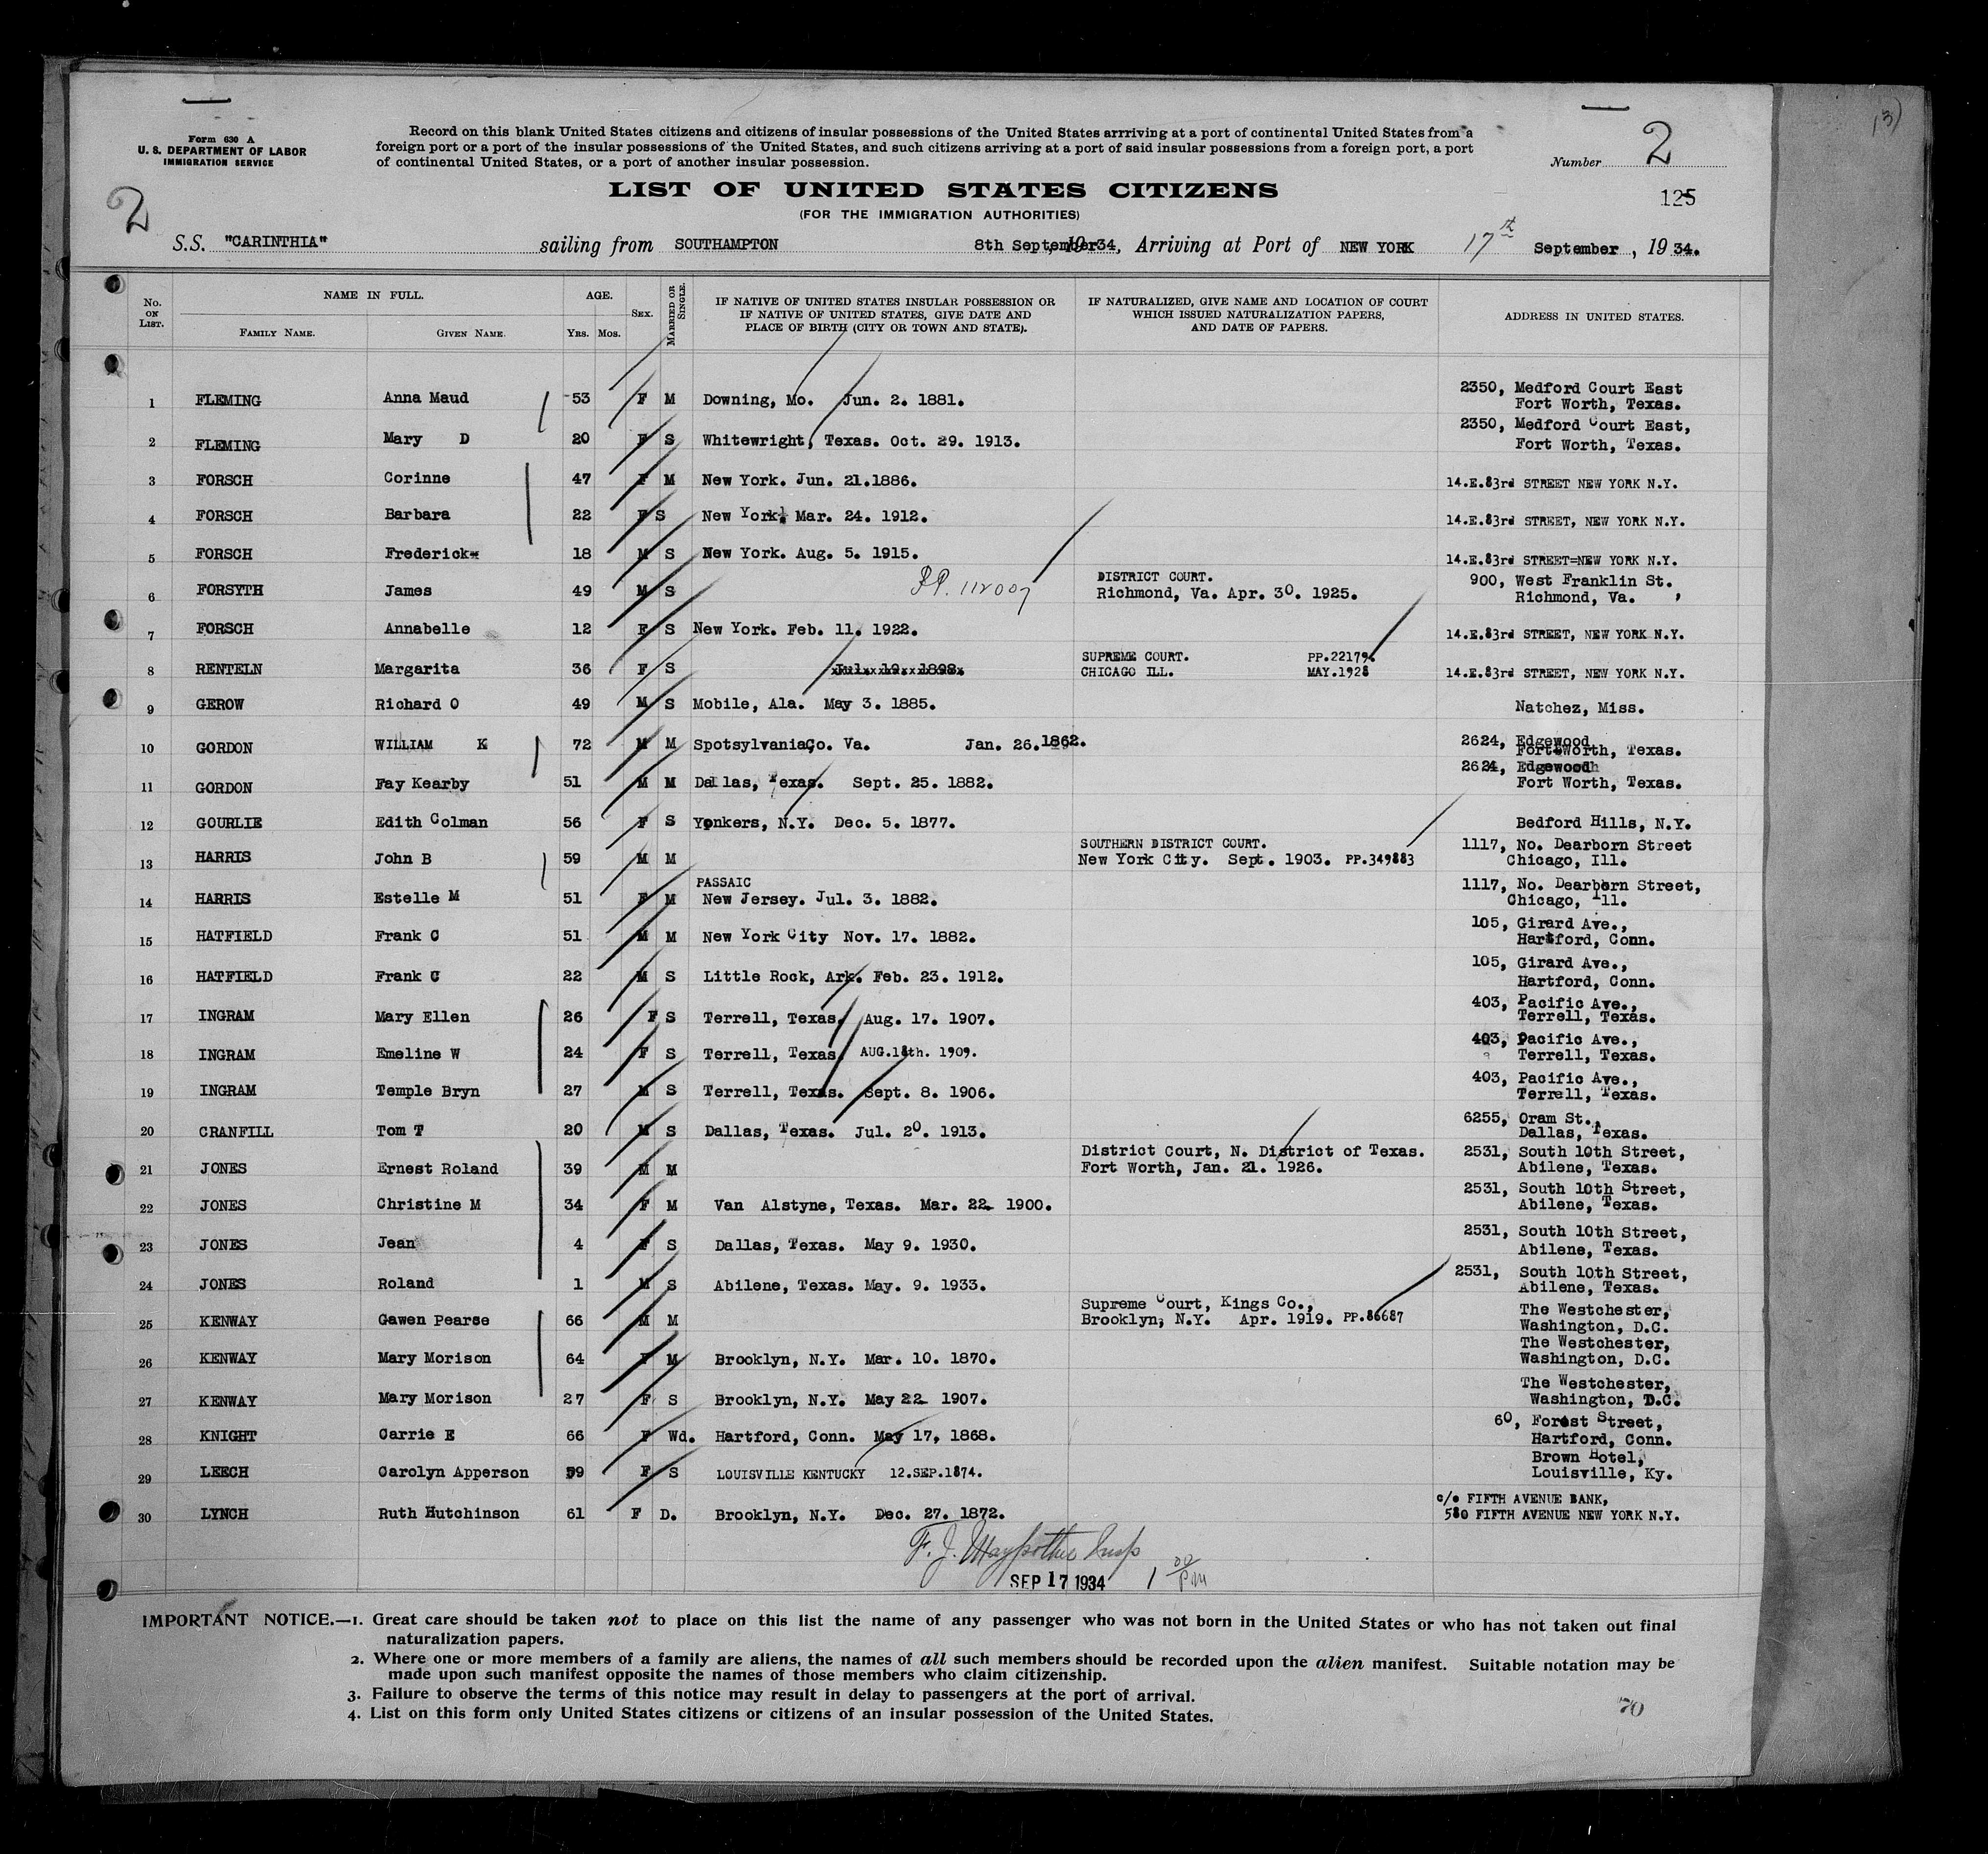 13)
Form 630 A
U. S. DEPARTMENT OF LABOR
IMMIGRATION SERVICE
Record on this blank United States citizens and citizens of insular possessions of the United States arrriving at a port of continental United States from a
foreign port or a port of the insular possessions of the United States, and such citizens arriving at a port of said insular possessions from a foreign port, a port
of continental United States, or a port of another insular possession.
Number 2
LIST OF UNITED STATES CITIZENS
125
(FOR THE IMMIGRATION AUTHORITIES)
2
S.S. "CARINTHIA" sailing from SOUTHAMPTON 8th September 1934, Arriving at Port of NEW YORK 17th September, 1934.
No. ON LIST. NAME IN FULL. FAMILY NAME. GIVEN NAME. AGE. YRS. MOS. SEX. MARRIED OR SINGLE. IF NATIVE OF UNITED STATES INSULAR POSSESSION OR IF NATIVE OF UNITED STATES, GIVE DATE AND PLACE OF BIRTH (CITY OR TOWN AND STATE). IF NATURALIZED, GIVE NAME AND LOCATION OF COURT WHICH ISSUED NATURALIZATION PAPERS, AND DATE OF PAPERS. ADDRESS IN UNITED STATES.
1 FLEMING Anna Maud 53 F M Downing, Mo. Jun. 2. 1881. 2350, Medford Court East Fort Worth, Texas.
2 FLEMING Mary D 20 F S Whitewright, Texas. Oct. 29. 1913. 2350, Medford Court East, Fort Worth, Texas.
3 FORSCH Corinne 47 F M New York. Jun. 21.1886. 14.E.83rd STREET NEW YORK N.Y.
4 FORSCH Barbara 22 F S New York. Mar. 24. 1912. 14.E.83rd STREET, NEW YORK N.Y.
5 FORSCH Frederick 18 M S New York. Aug. 5. 1915. 14.E.83rd STREET=NEW YORK N.Y.
6 FORSYTH James 49 M S P.P. 112007 DISTRICT COURT. Richmond, Va. Apr. 30. 1925. 900, West Franklin St. Richmond, Va. ,
7 FORSCH Annabelle 12 F S New York. Feb. 11. 1922. 14.E.83rd STREET, NEW YORK N.Y.
8 RENTELN Margarita 36 F S Jul. 19. 1898. SUPREME COURT. CHICAGO ILL. PP.221796 MAY.1928 14.E.83rd STREET, NEW YORK N.Y.
9 GEROW Richard O 49 M S Mobile, Ala. May 3. 1885. Natchez, Miss.
10 GORDON WILLIAM K 72 M M Spotsylvania Co. Va. Jan. 26.1862. 2624, Edgewood Fort Worth, Texas.
11 GORDON Fay Kearby 51 M M Dallas, Texas. Sept. 25. 1882. 2624, Edgewood Fort Worth, Texas.
12 GOURLIE Edith Colman 56 F S Yonkers, N.Y. Dec. 5. 1877. Bedford Hills, N.Y.
13 HARRIS John B 59 M M SOUTHERN DISTRICT COURT. New York City. Sept. 1903. PP.349883 1117, No. Dearborn Street Chicago, Ill.
14 HARRIS Estelle M 51 F M PASSAIC New Jersey. Jul. 3. 1882. 1117, No. Dearborn Street, Chicago, Ill.
15 HATFIELD Frank C 51 M M New York City Nov. 17. 1882. 105, Girard Ave., Hartford, Conn.
16 HATFIELD Frank C 22 M S Little Rock, Ark. Feb. 23. 1912. 105, Girard Ave., Hartford, Conn.
17 INGRAM Mary Ellen 26 F S Terrell, Texas. Aug. 17. 1907. 403, Pacific Ave., Terrell, Texas.
18 INGRAM Emeline W 24 F S Terrell, Texas. AUG.18th. 1909. 403, Pacific Ave., Terrell, Texas.
19 INGRAM Temple Bryn 27 M S Terrell, Texas. Sept. 8. 1906. 403, Pacific Ave., Terrell, Texas.
20 CRANFILL Tom T 20 M S Dallas, Texas. Jul. 20. 1913. 6255, Oram St., Dallas, Texas.
21 JONES Ernest Roland 39 M M District Court, N. District of Texas. Fort Worth, Jan. 21. 1926. 2531, South 10th Street, Abilene, Texas.
22 JONES Christine M 34 F M Van Alstyne, Texas. Mar. 22 1900. 2531, South 10th Street, Abilene, Texas.
23 JONES Jean 4 F S Dallas, Texas. May 9. 1930. 2531, South 10th Street, Abilene, Texas.
24 JONES Roland 1 M S Abilene, Texas. May. 9. 1933. 2531, South 10th Street, Abilene, Texas.
25 KENWAY Gawen Pearse 66 M M Supreme Court, Kings Co., Brooklyn, N.Y. Apr. 1919. PP.86687 The Westchester, Washington, D.C.
26 KENWAY Mary Morison 64 F M Brooklyn, N.Y. Mar. 10. 1870. The Westchester, Washington, D.C.
27 KENWAY Mary Morison 27 F S Brooklyn, N.Y. May 22 1907. The Westchester, Washington, D.C.
28 KNIGHT Carrie E 66 F Wd. Hartford, Conn. May 17, 1868. 60, Forest Street, Hartford, Conn.
29 LEECH Carolyn Apperson 59 F S LOUISVILLE KENTUCKY 12.SEP.1874. Brown Hotel, Louisville, Ky.
30 LYNCH Ruth Hutchinson 61 F D. Brooklyn, N.Y. Dec. 27. 1872. c/o FIFTH AVENUE BANK, 580 FIFTH AVENUE NEW YORK N.Y.
F. J. Insp
SEP 17 1934 1 00 PM
IMPORTANT NOTICE.—1. Great care should be taken not to place on this list the name of any passenger who was not born in the United States or who has not taken out final
naturalization papers.
2. Where one or more members of a family are aliens, the names of all such members should be recorded upon the alien manifest. Suitable notation may be
made upon such manifest opposite the names of those members who claim citizenship.
3. Failure to observe the terms of this notice may result in delay to passengers at the port of arrival.
4. List on this form only United States citizens or citizens of an insular possession of the United States.
70